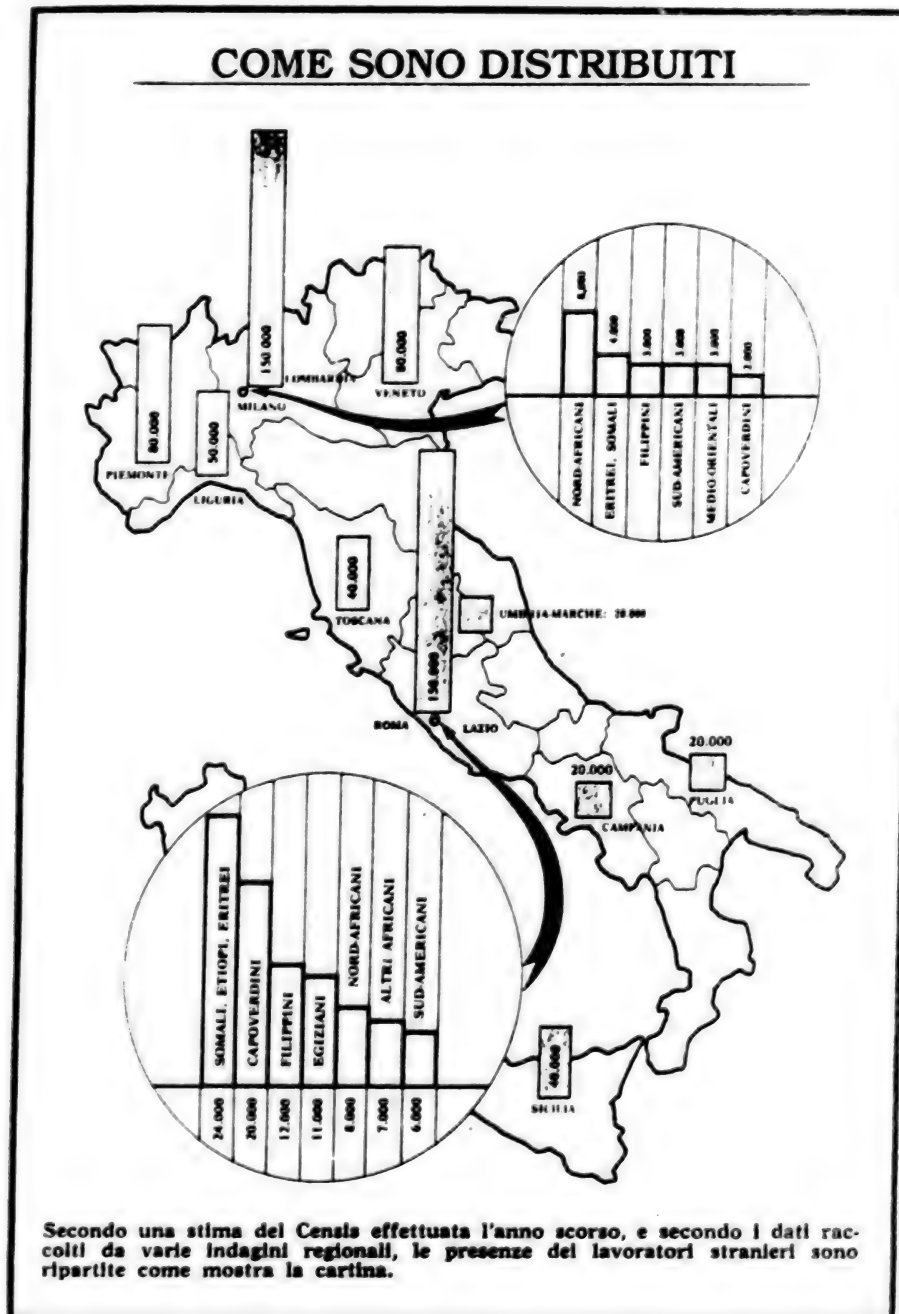 COME SONO DISTRIBUITI
150.000
LOMBARDIA
MILANO
80.000
VENETO
80.000
PIEMONTE
50.000
LIGURIA
4.000
3.000
3.000
3.000
2.000
NORD-AFRICANI
ERITREI, SOMALI
FILIPPINI
SUD-AMERICANI
MEDIO-ORIENTALI
CAPOVERDINI
40.000
TOSCANA
UMBRIA-MARCHE: 20.000
150.000
ROMA
LAZIO
20.000
CAMPANIA
20.000
PUGLIA
SOMALI, ETIOPI, ERITREI
CAPOVERDINI
FILIPPINI
EGIZIANI
NORD-AFRICANI
ALTRI AFRICANI
SUD-AMERICANI
24.000
20.000
12.000
11.000
8.000
7.000
6.000
40.000
SICILIA
Secondo una stima del Censis effettuata l'anno scorso, e secondo i dati rac-
colti da varie indagini regionali, le presenze dei lavoratori stranieri sono
ripartite come mostra la cartina.